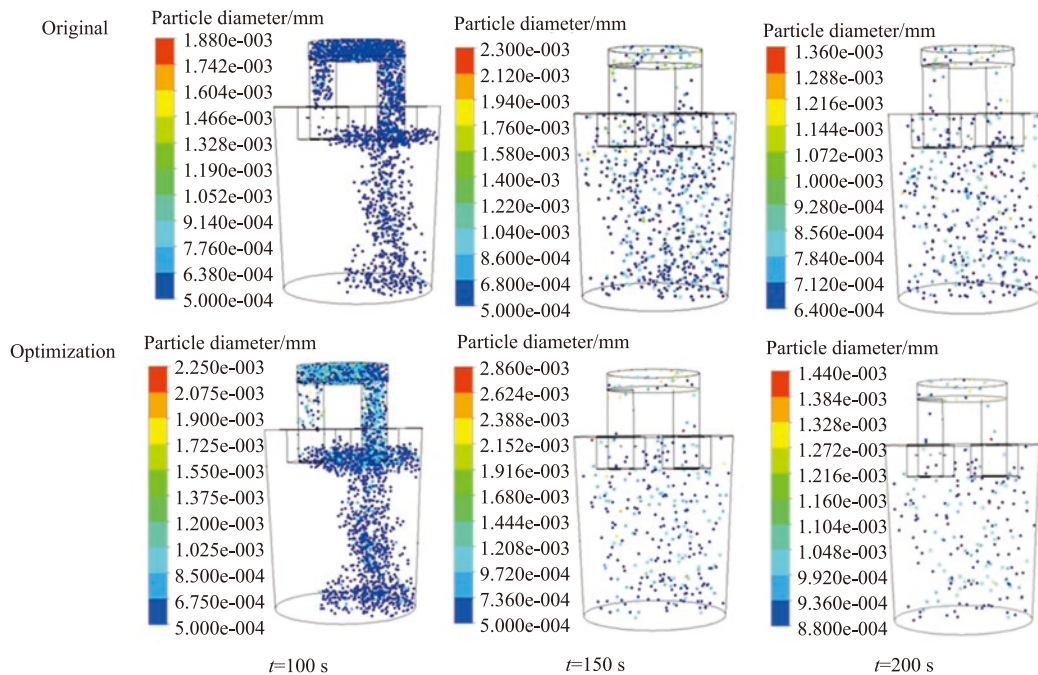 Original
Particle diameter/mm
1.880e-003
1.742e-003
1.604e-003
1.466e-003
1.328e-003
1.190e-003
1.052e-003
9.140e-004
7.760e-004
6.380e-004
5.000e-004
Particle diameter/mm
2.300e-003
2.120e-003
1.940e-003
1.760e-003
1.580e-003
1.400e-03
1.220e-003
1.040e-003
8.600e-004
6.800e-004
5.000e-004
Particle diameter/mm
1.360e-003
1.288e-003
1.216e-003
1.144e-003
1.072e-003
1.000e-003
9.280e-004
8.560e-004
7.840e-004
7.120e-004
6.400e-004
Optimization
Particle diameter/mm
2.250e-003
2.075e-003
1.900e-003
1.725e-003
1.550e-003
1.375e-003
1.200e-003
1.025e-003
8.500e-004
6.750e-004
5.000e-004
Particle diameter/mm
2.860e-003
2.624e-003
2.388e-003
2.152e-003
1.916e-003
1.680e-003
1.444e-003
1.208e-003
9.720e-004
7.360e-004
5.000e-004
Particle diameter/mm
1.440e-003
1.384e-003
1.328e-003
1.272e-003
1.216e-003
1.160e-003
1.104e-003
1.048e-003
9.920e-004
9.360e-004
8.800e-004
t=100 s
t=150 s
t=200 s